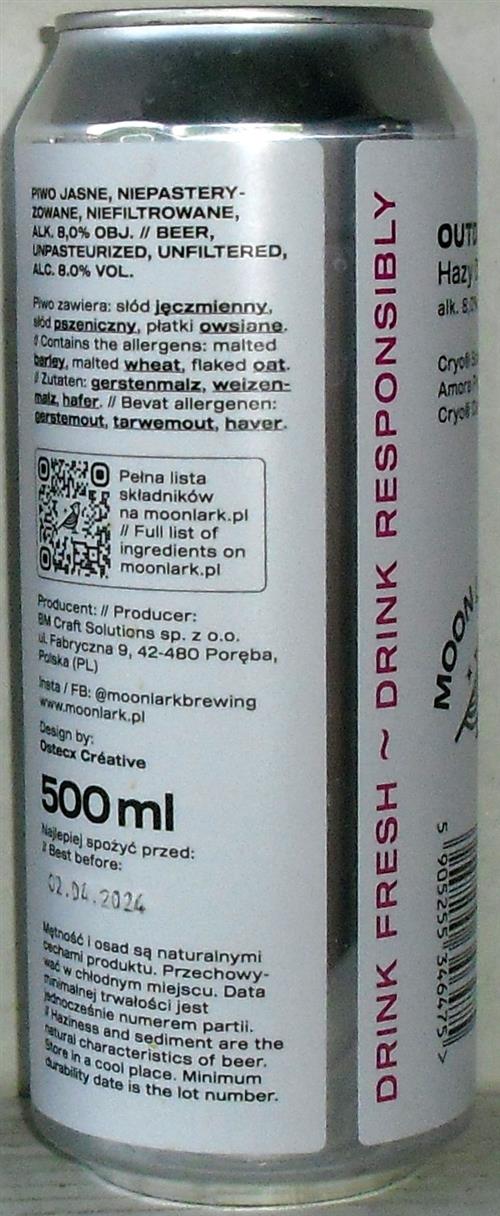 PIWO JASNE, NIEPASTERY-
ZOWANE, NIEFILTROWANE,
ALK. 8,0% OBJ. // BEER,
UNPASTEURIZED, UNFILTERED,
ALC. 8.0% VOL.
Piwo zawiera: słód jęczmienny,
słód pszeniczny, płatki owsiane.
// Contains the allergens: malted
barley, malted wheat, flaked oat.
// Zutaten: gerstenmalz, weizen-
malz, hafer. // Bevat allergenen:
gerstemout, tarwemout, haver.
Pełna lista
składników
na moonlark.pl
// Full list of
ingredients on
moonlark.pl
Producent: // Producer:
BM Craft Solutions sp. z o.o.
ul. Fabryczna 9, 42-480 Poręba,
Polska (PL)
Insta / FB: @moonlarkbrewing
www.moonlark.pl
Design by:
Ostecx Créative
500 ml
Najlepiej spożyć przed:
// Best before:
02.04.2024
Mętność i osad są naturalnymi
cechami produktu. Przechowy-
wać w chłodnym miejscu. Data
minimalnej trwałości jest
jednocześnie numerem partii.
// Haziness and sediment are the
natural characteristics of beer.
Store in a cool place. Minimum
durability date is the lot number.
DRINK FRESH ~ DRINK RESPONSIBLY
Hazy
alk. 8,0%
Cryo®
Amora
Cryo®
MOON
5 905255 346475 >